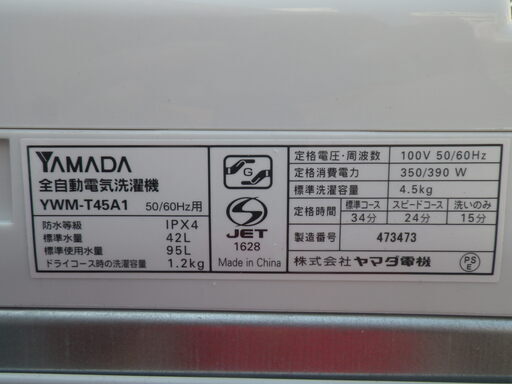 YAMADA
全自動電気洗濯機
YWM-T45A1 50/60Hz用
防水等級 IPX4
標準水量 42L
標準使用水量 95L
ドライコース時の洗濯容量 1.2kg
G
S
JET
1628
Made in China
定格電圧・周波数 100V 50/60Hz
定格消費電力 350/390 W
標準洗濯容量 4.5kg
定格時間 標準コース スピードコース 洗いのみ
34分 24分 15分
製造番号 473473
株式会社 ヤマダ電機
PS
E